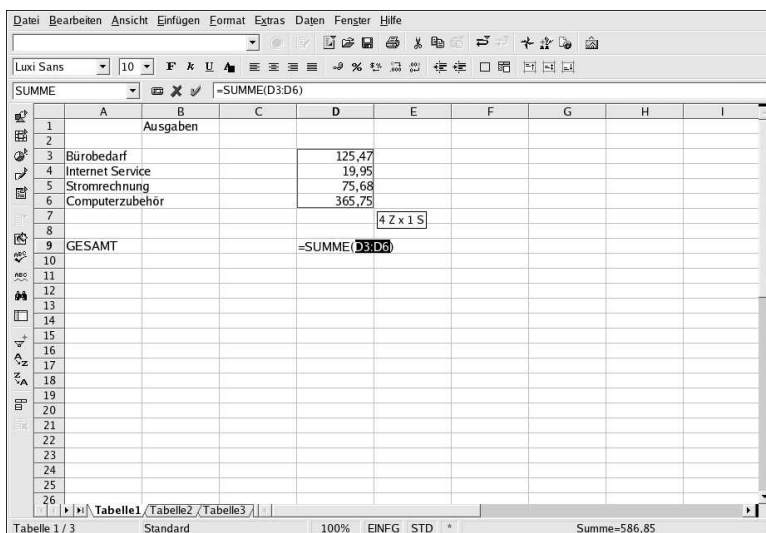 Datei Bearbeiten Ansicht Einfügen Format Extras Daten Fenster Hilfe
Luxi Sans 10 F k U A
SUMME =SUMME(D3:D6)
A B C D E F G H I
1 Ausgaben
2
3 Bürobedarf 125,47
4 Internet Service 19,95
5 Stromrechnung 75,68
6 Computerzubehör 365,75
7 4 Z x 1 S
8
9 GESAMT =SUMME(D3:D6)
10
11
12
13
14
15
16
17
18
19
20
21
22
23
24
25
26
Tabelle1 Tabelle2 Tabelle3
Tabelle 1 / 3 Standard 100% EINFG STD * Summe=586,85